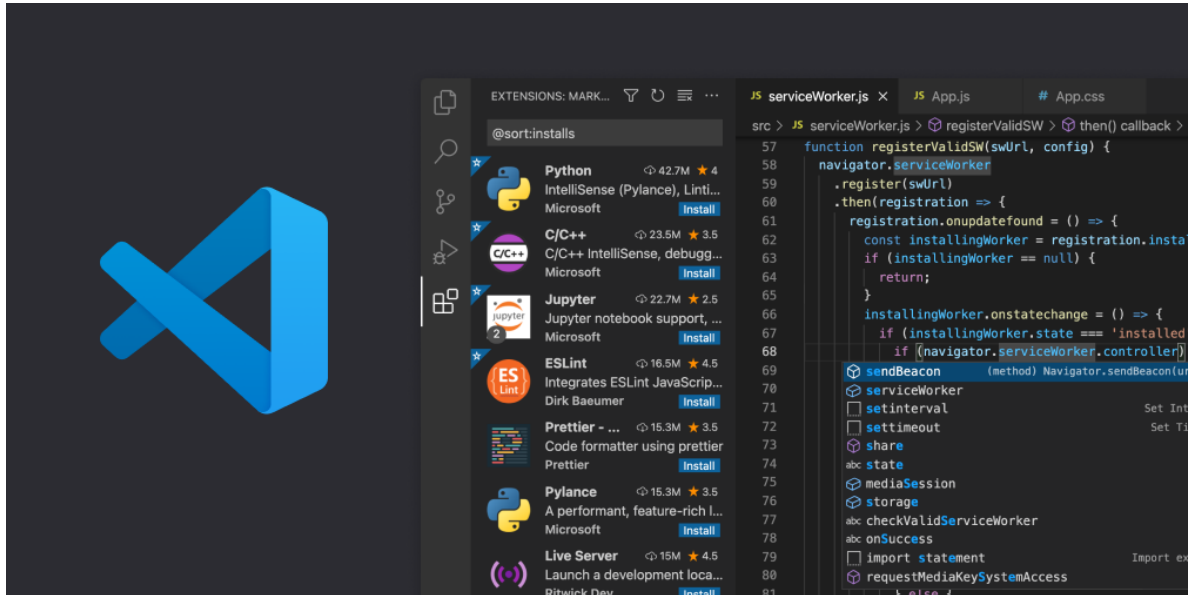 EXTENSIONS: MARK...
@sort:installs
Python 42.7M ★ 4
IntelliSense (Pylance), Linti...
Microsoft Install
C/C++ 23.5M ★ 3.5
C/C++ IntelliSense, debugg...
Microsoft Install
C/C++
Jupyter 22.7M ★ 2.5
Jupyter notebook support, ...
Microsoft Install
jupyter
2
ESLint 16.5M ★ 4.5
Integrates ESLint JavaScrip...
Dirk Baeumer Install
ES
Lint
Prettier - ... 15.3M ★ 3.5
Code formatter using prettier
Prettier Install
Pylance 15.3M ★ 3.5
A performant, feature-rich l...
Microsoft Install
Live Server 15M ★ 4.5
Launch a development loca...
Ritwick Dey Install
JS serviceWorker.js × JS App.js # App.css
src > JS serviceWorker.js > registerValidSW > then() callback >
57 function registerValidSW(swUrl, config) {
58 navigator.serviceWorker
59 .register(swUrl)
60 .then(registration => {
61 registration.onupdatefound = () => {
62 const installingWorker = registration.instal
63 if (installingWorker == null) {
64 return;
65 }
66 installingWorker.onstatechange = () => {
67 if (installingWorker.state === 'installed
68 if (navigator.serviceWorker.controller)
69 sendBeacon (method) Navigator.sendBeacon(ur
70 serviceWorker
71 setinterval Set Int
72 settimeout Set Ti
73 share
74 abc state
75 mediaSession
76 storage
77 abc checkValidServiceWorker
78 abc onSuccess
79 import statement Import ex
80 requestMediaKeySystemAccess
81 } else {